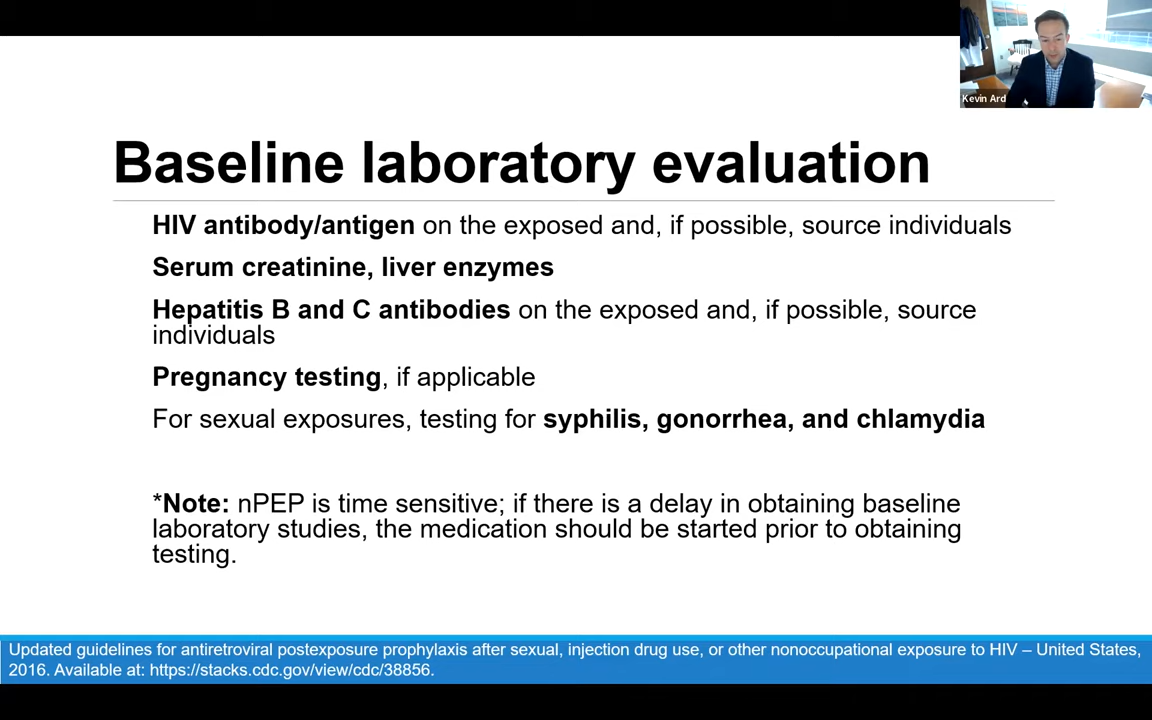 Kevin Ard
Baseline laboratory evaluation
HIV antibody/antigen on the exposed and, if possible, source individuals
Serum creatinine, liver enzymes
Hepatitis B and C antibodies on the exposed and, if possible, source
individuals
Pregnancy testing, if applicable
For sexual exposures, testing for syphilis, gonorrhea, and chlamydia
*Note: nPEP is time sensitive; if there is a delay in obtaining baseline
laboratory studies, the medication should be started prior to obtaining
testing.
Updated guidelines for antiretroviral postexposure prophylaxis after sexual, injection drug use, or other nonoccupational exposure to HIV – United States,
2016. Available at: https://stacks.cdc.gov/view/cdc/38856.